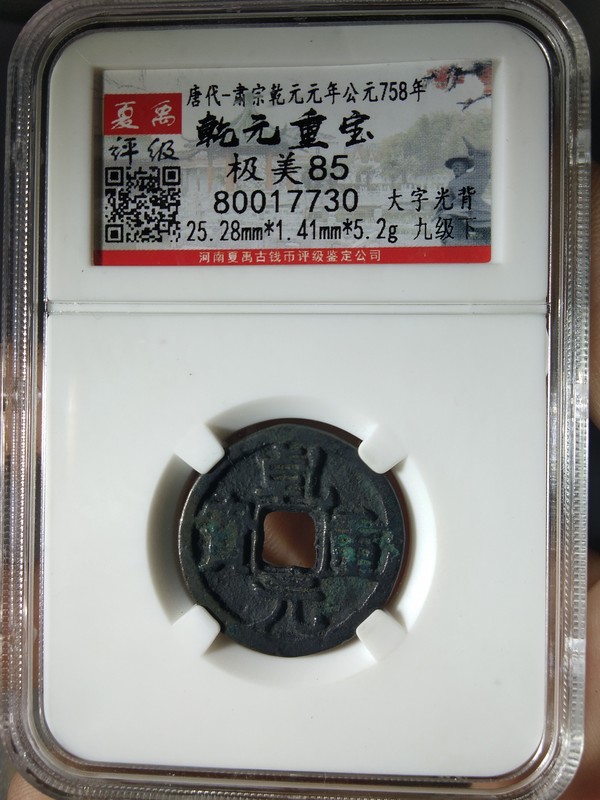 唐代-肃宗乾元元年公元758年
夏禹
评级
乾元重宝
极美85
80017730 大字光背
25.28mm*1.41mm*5.2g 九级下
河南夏禹古钱币评级鉴定公司
乾元重寶